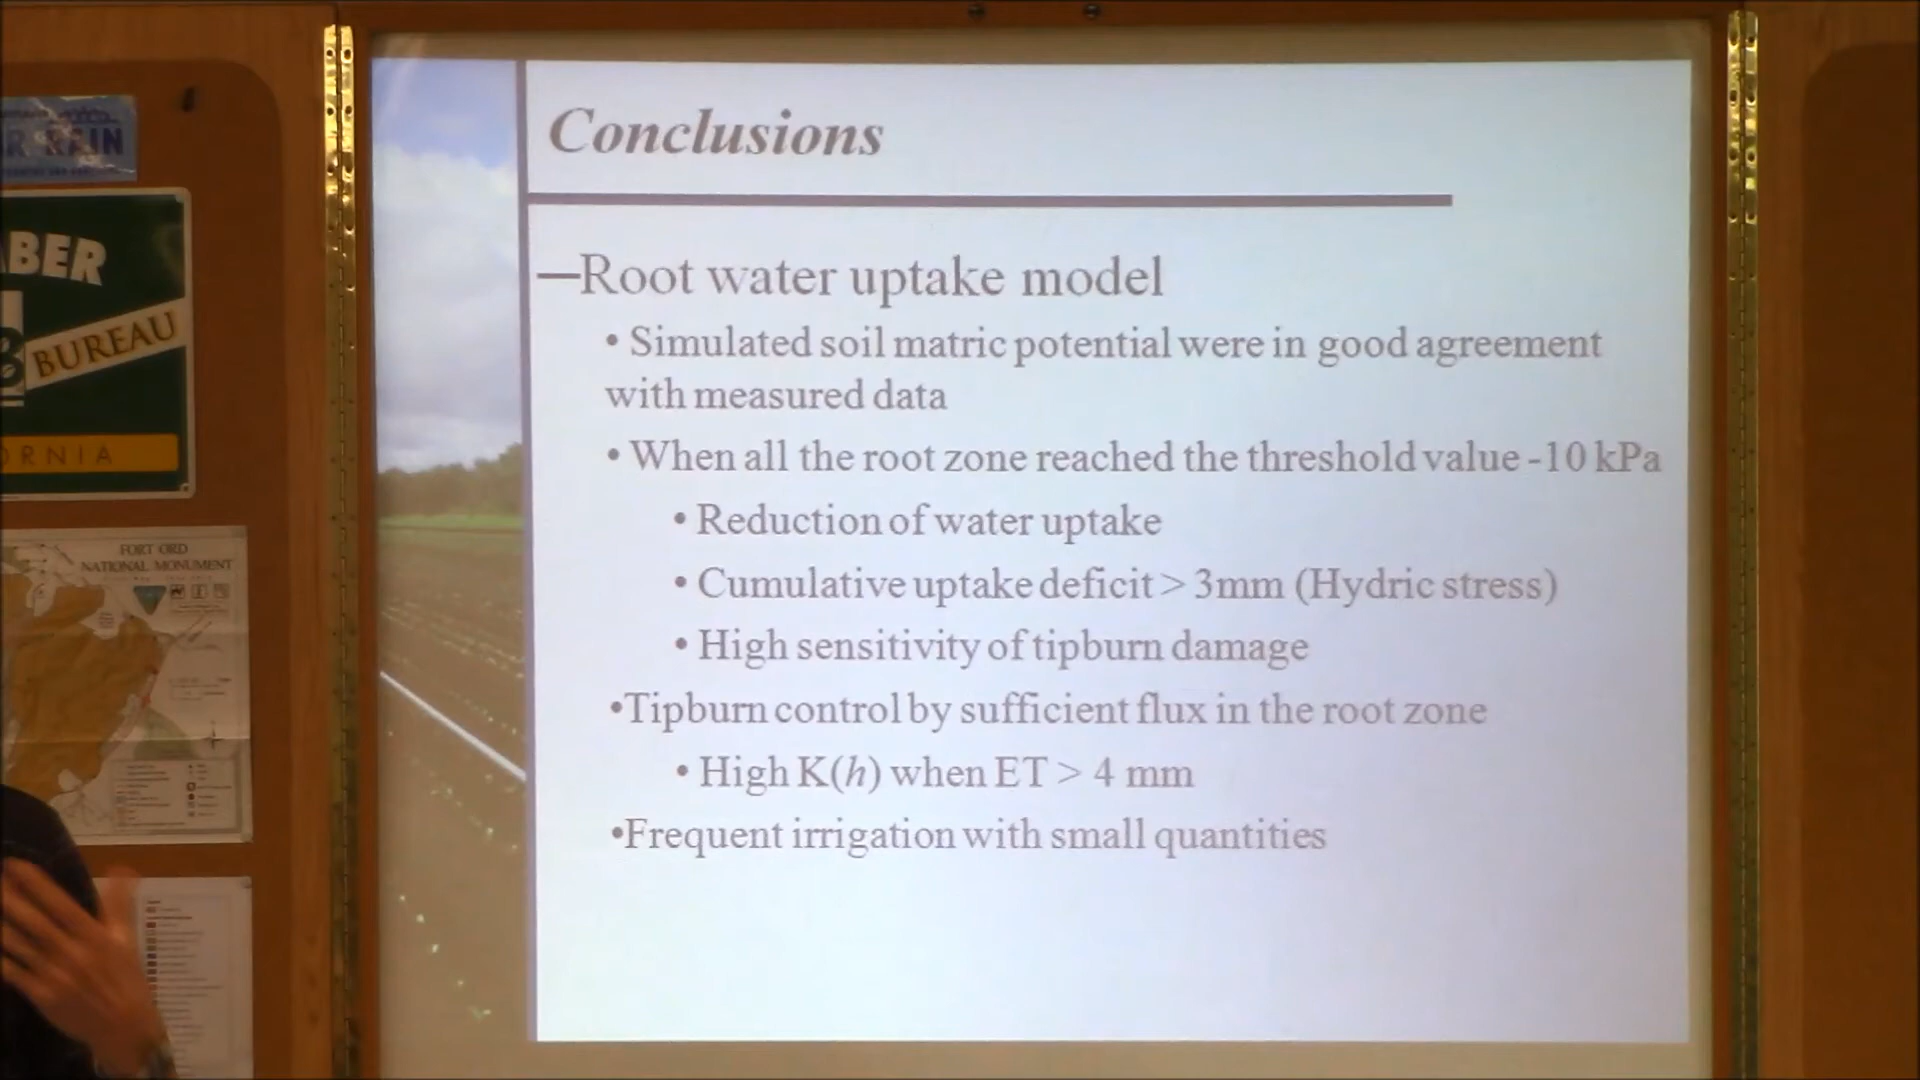 RAIN
BER
BUREAU
ORNIA
FORT ORD
NATIONAL MONUMENT
Conclusions
—Root water uptake model
• Simulated soil matric potential were in good agreement
with measured data
• When all the root zone reached the threshold value -10 kPa
• Reduction of water uptake
• Cumulative uptake deficit > 3mm (Hydric stress)
• High sensitivity of tipburn damage
•Tipburn control by sufficient flux in the root zone
• High K(h) when ET > 4 mm
•Frequent irrigation with small quantities